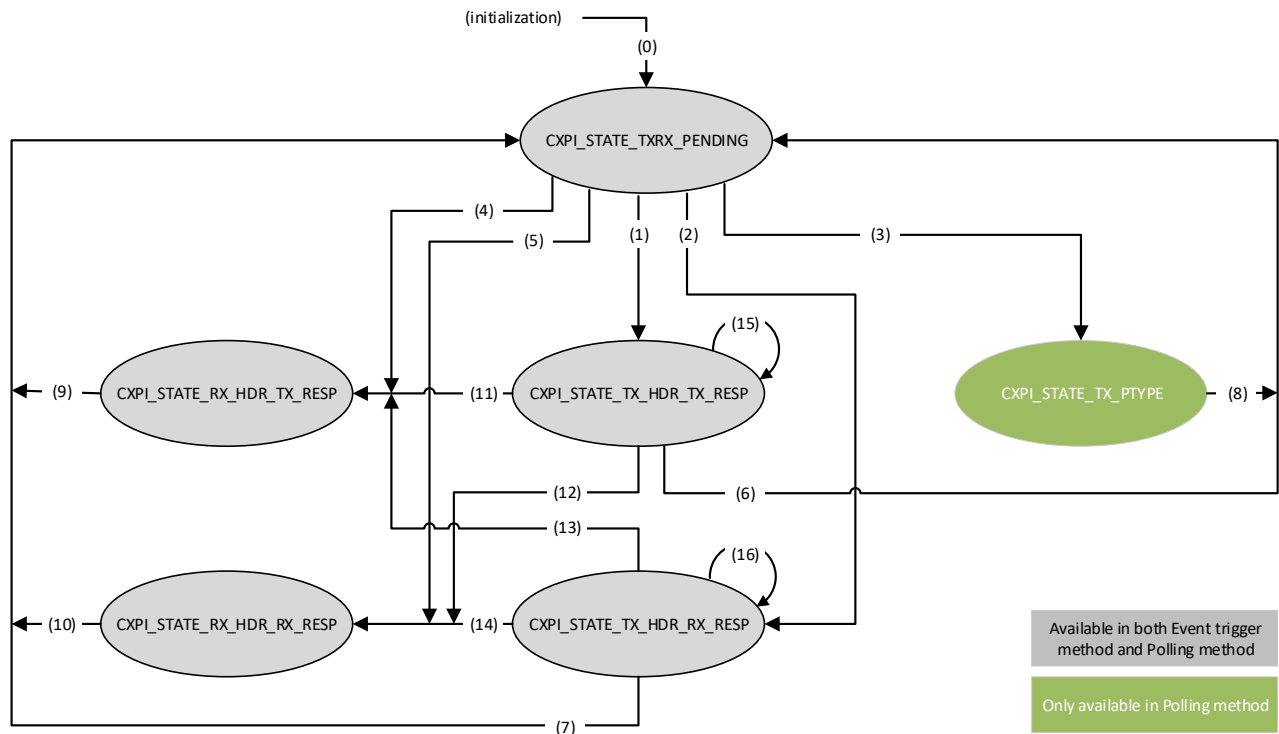 (initialization)
(0)
CXPI_STATE_TXRX_PENDING
(4)
(5)
(1)
(2)
(3)
(15)
(9)
CXPI_STATE_RX_HDR_TX_RESP
(11)
CXPI_STATE_TX_HDR_TX_RESP
CXPI_STATE_TX_PTYPE
(8)
(12)
(6)
(13)
(16)
(10)
CXPI_STATE_RX_HDR_RX_RESP
(14)
CXPI_STATE_TX_HDR_RX_RESP
Available in both Event trigger
method and Polling method
Only available in Polling method
(7)